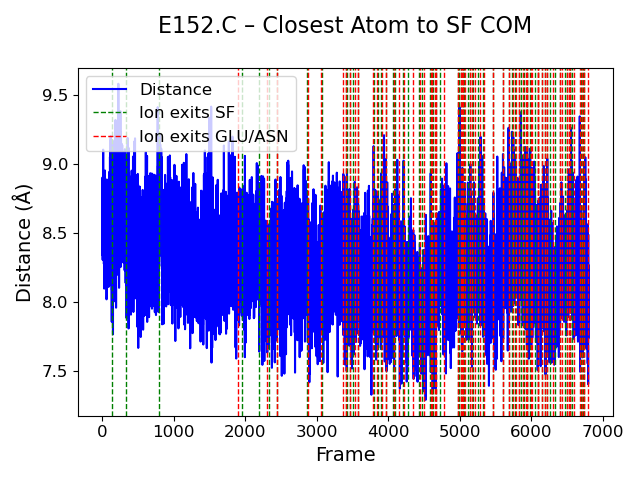 E152.C – Closest Atom to SF COM
Distance
Ion exits SF
Ion exits GLU/ASN
9.5
9.0
8.5
8.0
7.5
Distance (Å)
0 1000 2000 3000 4000 5000 6000 7000
Frame